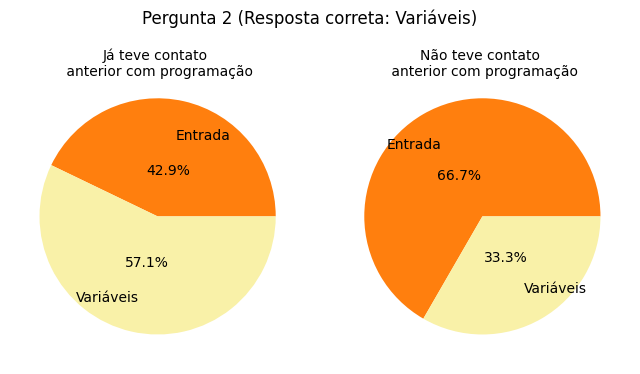 Pergunta 2 (Resposta correta: Variáveis)
Já teve contato
anterior com programação
Entrada
42.9%
57.1%
Variáveis
Não teve contato
anterior com programação
Entrada
66.7%
33.3%
Variáveis